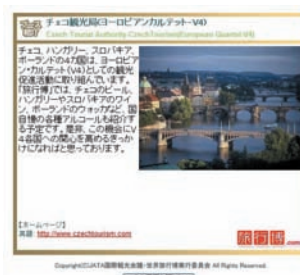 チェコ観光局(ヨーロピアンカルテット-V4)
Czech Tourist Authority-CzechTourism(European Quartet-V4)
チェコ、ハンガリー、スロバキア、
ポーランドの4カ国は、ヨーロピア
ン・カルテット(V4)としての観光
促進活動に取り組んでいます。
「旅行博」では、チェコのビール、
ハンガリーやスロバキアのワイ
ン、ポーランドのウォッカなど、国
自慢の各種アルコールも紹介す
る予定です。是非、この機会にV
4各国への関心を高めるきっか
けになればと思っております。
【ホームページ】
英語 http://www.czechtourism.com
旅行博.com
Copyright(C)JATA国際観光会議・世界旅行博実行委員会 All Rights Reserved.